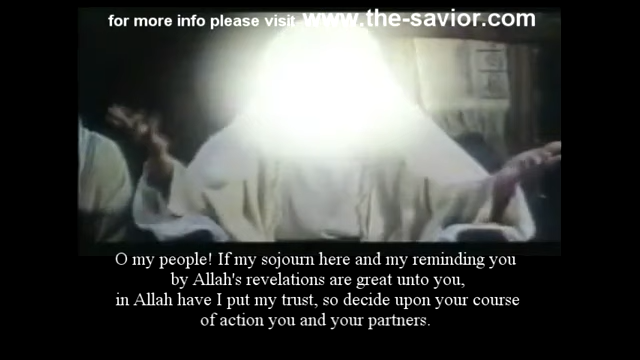 for more info please visit www.the-savior.com
O my people! If my sojourn here and my reminding you
by Allah's revelations are great unto you,
in Allah have I put my trust, so decide upon your course
of action you and your partners.